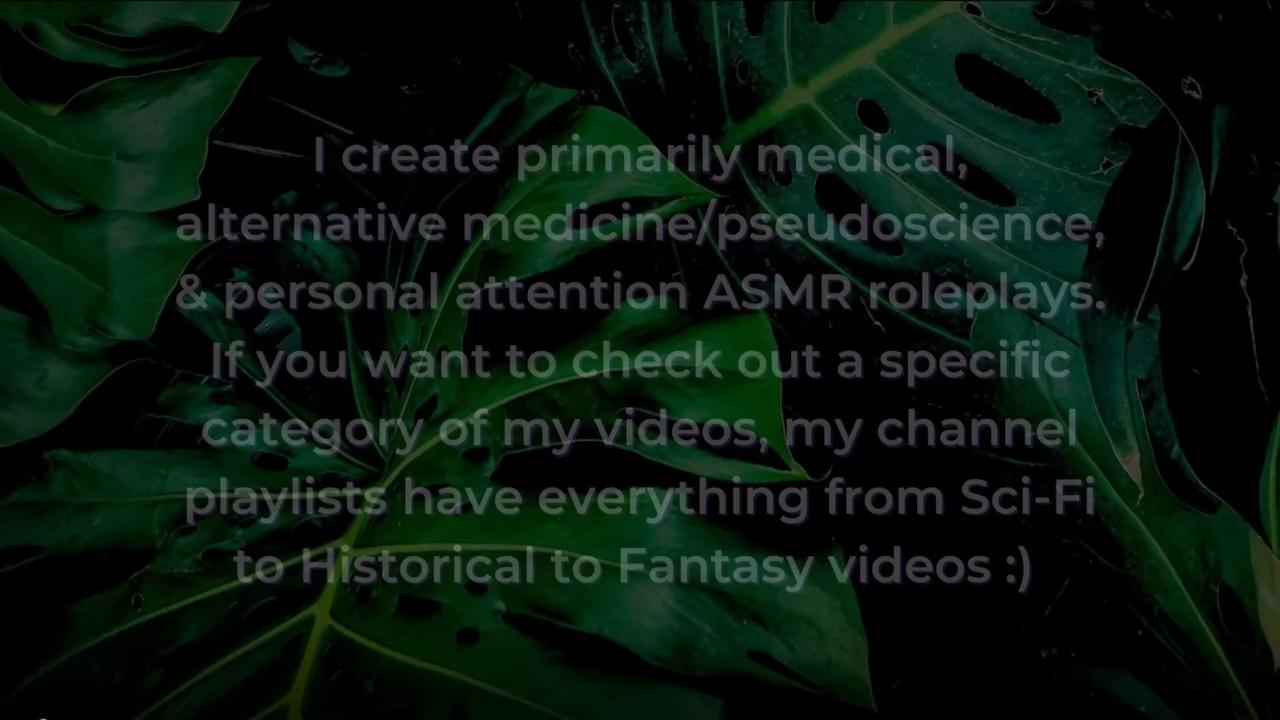 I create primarily medical,
alternative medicine/pseudoscience,
& personal attention ASMR roleplays.
If you want to check out a specific
category of my videos, my channel
playlists have everything from Sci-Fi
to Historical to Fantasy videos :)